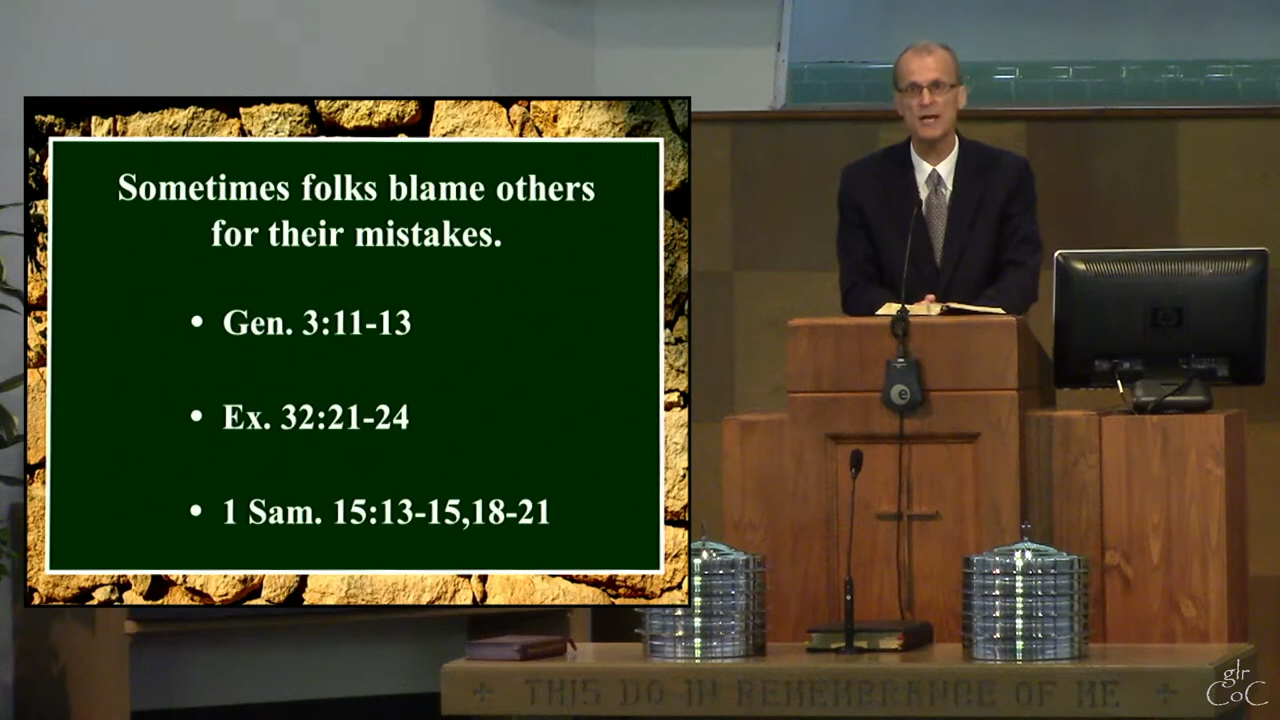 Sometimes folks blame others
for their mistakes.
• Gen. 3:11-13
• Ex. 32:21-24
• 1 Sam. 15:13-15,18-21
hp
e
THIS DO IN REMEMBRANCE OF ME
glr
CoC